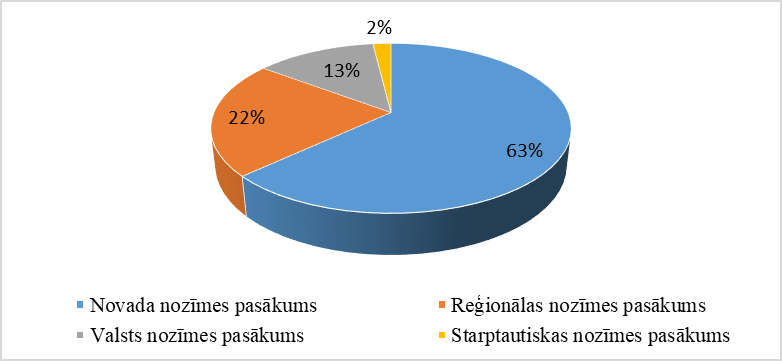 2%
13%
22%
63%
Novada nozīmes pasākums
Reģionālas nozīmes pasākums
Valsts nozīmes pasākums
Starptautiskas nozīmes pasākums